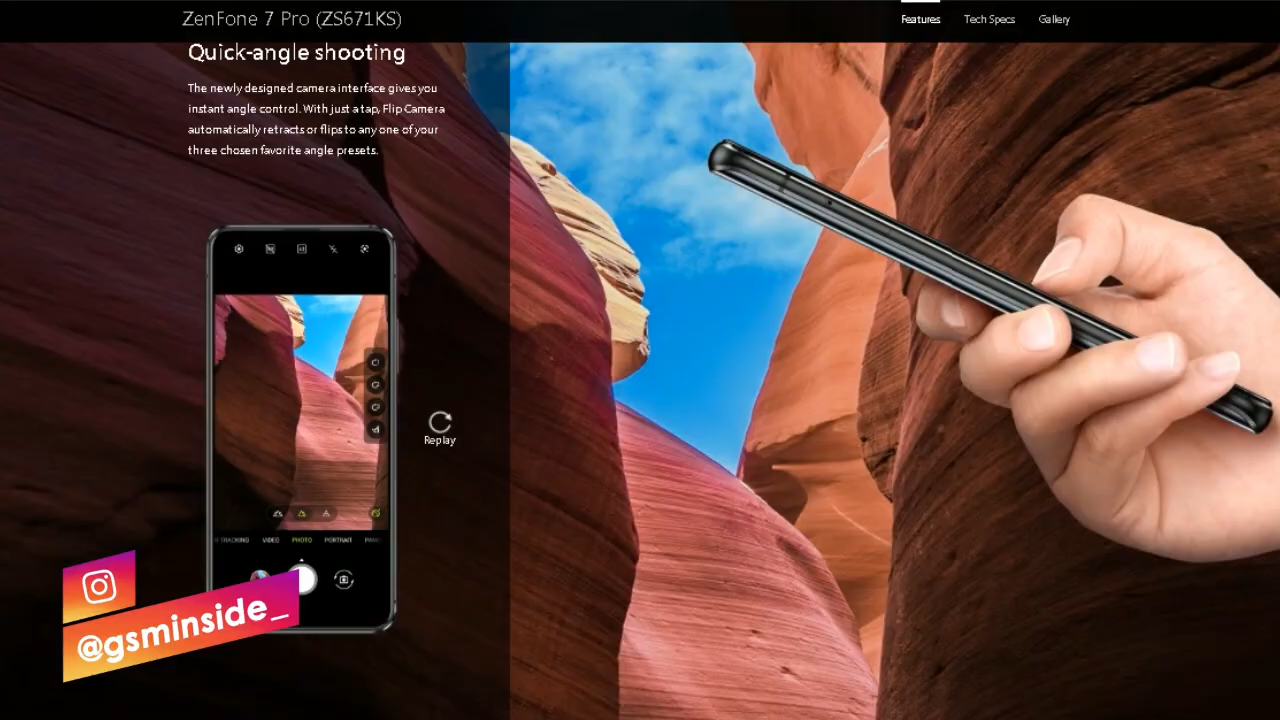 ZenFone 7 Pro (ZS671KS)
Features
Tech Specs
Gallery
Quick-angle shooting
The newly designed camera interface gives you
instant angle control. With just a tap, Flip Camera
automatically retracts or flips to any one of your
three chosen favorite angle presets.
Replay
TRACKING
VIDEO
PHOTO
PORTRAIT
@gsminside_